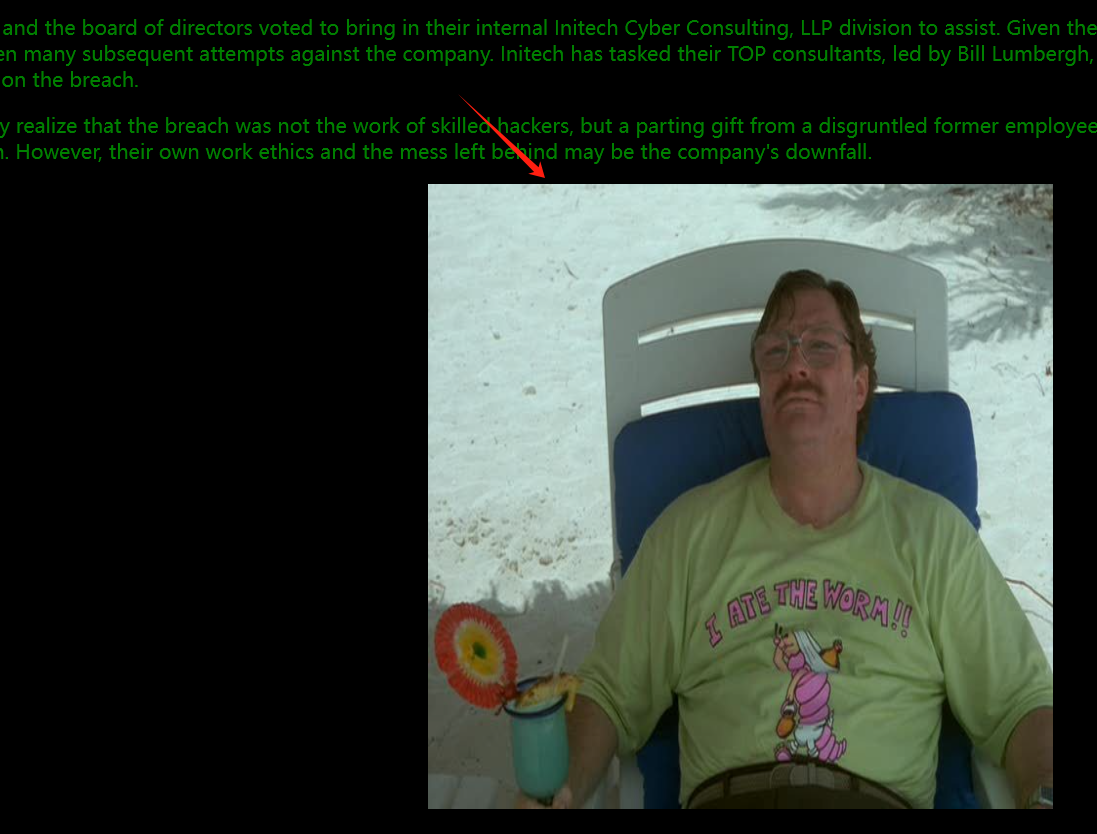 and the board of directors voted to bring in their internal Initech Cyber Consulting, LLP division to assist. Given the
en many subsequent attempts against the company. Initech has tasked their TOP consultants, led by Bill Lumbergh,
on the breach.
y realize that the breach was not the work of skilled hackers, but a parting gift from a disgruntled former employee
n. However, their own work ethics and the mess left behind may be the company's downfall.
I ATE THE WORM!!